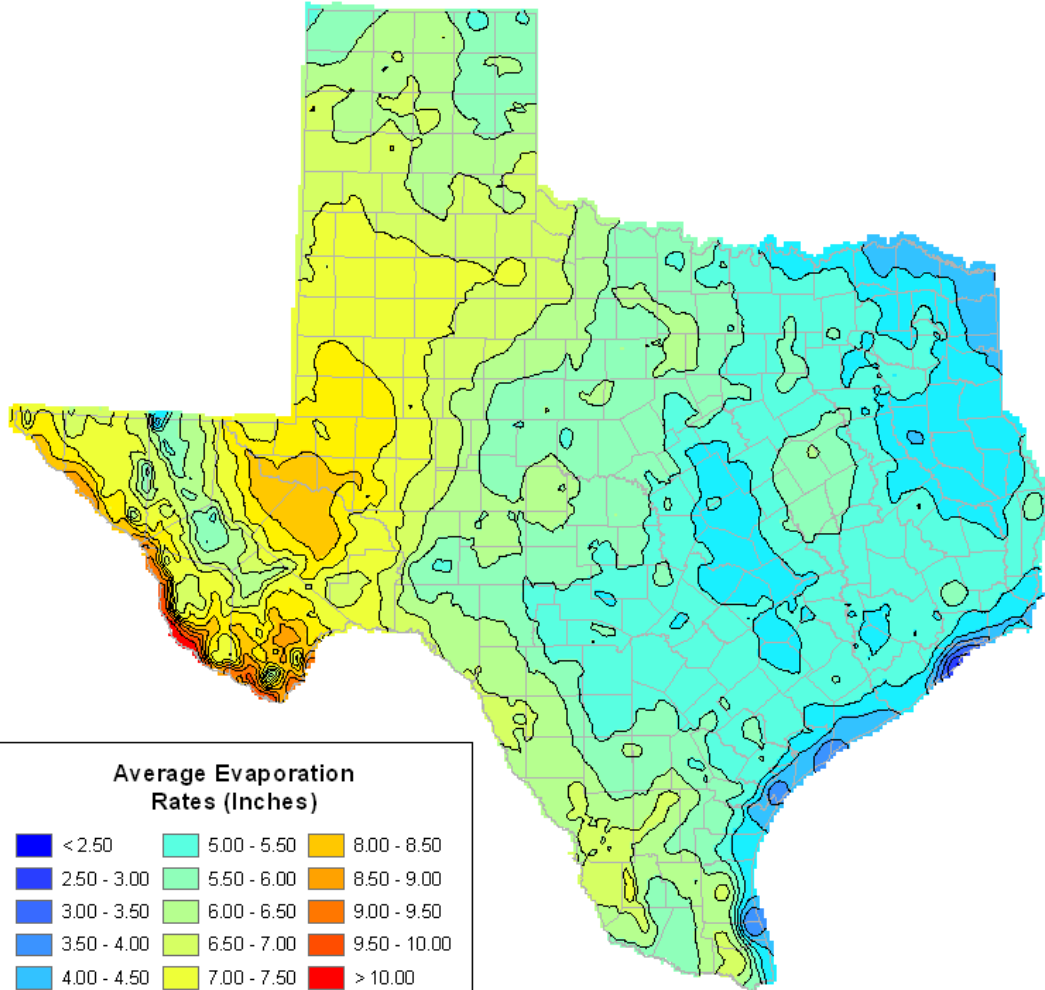 Average Evaporation
Rates (Inches)
< 2.50 5.00 - 5.50 8.00 - 8.50
2.50 - 3.00 5.50 - 6.00 8.50 - 9.00
3.00 - 3.50 6.00 - 6.50 9.00 - 9.50
3.50 - 4.00 6.50 - 7.00 9.50 - 10.00
4.00 - 4.50 7.00 - 7.50 > 10.00